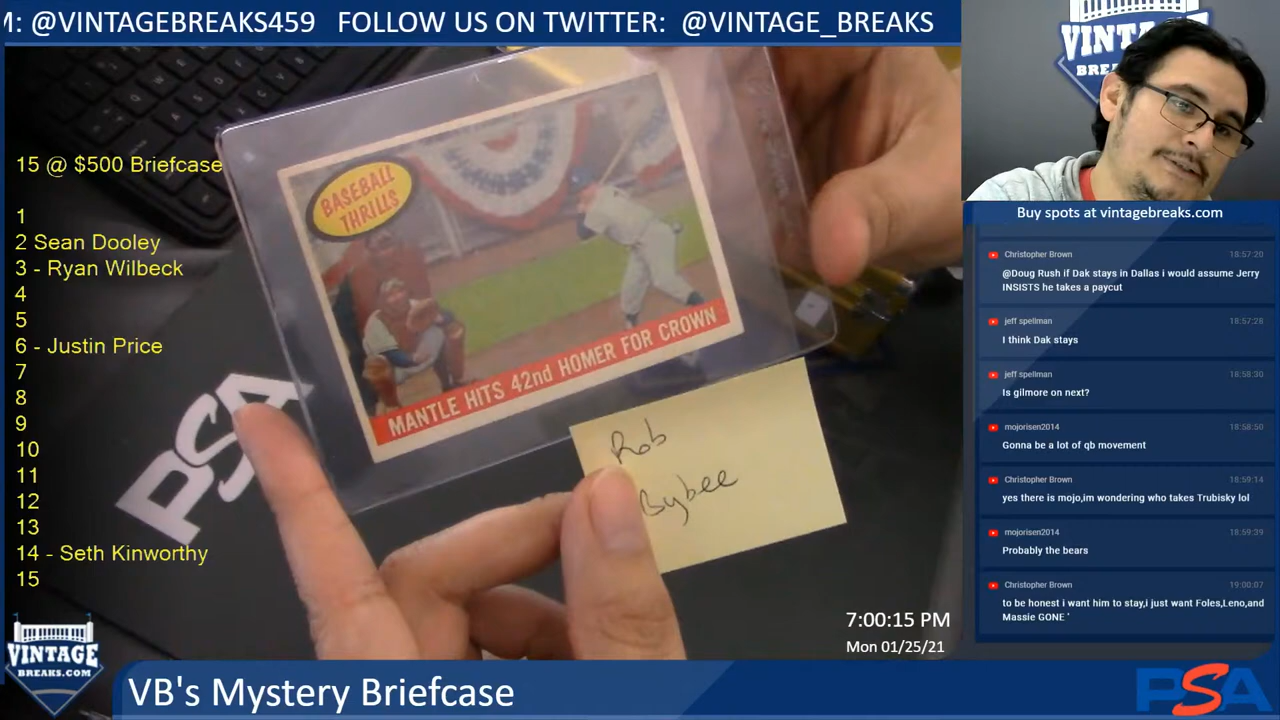 M: @VINTAGEBREAKS459 FOLLOW US ON TWITTER: @VINTAGE_BREAKS
15 @ $500 Briefcase
1
2 Sean Dooley
3 - Ryan Wilbeck
4
5
6 - Justin Price
7
8
9
10
11
12
13
14 - Seth Kinworthy
15
BASEBALL
THRILLS
MANTLE HITS 42nd HOMER FOR CROWN
Rob
Bybee
PSA
VINTAGE
BREAKS.COM
7:00:15 PM
Mon 01/25/21
VB's Mystery Briefcase
VINTAGE
Buy spots at vintagebreaks.com
Christopher Brown 18:57:20
@Doug Rush if Dak stays in Dallas i would assume Jerry
INSISTS he takes a paycut
jeff spellman 18:57:28
I think Dak stays
jeff spellman 18:58:30
Is gilmore on next?
mojorisen2014 18:58:50
Gonna be a lot of qb movement
Christopher Brown 18:59:14
yes there is mojo,im wondering who takes Trubisky lol
mojorisen2014 18:59:39
Probably the bears
Christopher Brown 19:00:07
to be honest i want him to stay,i just want Foles,Leno,and
Massie GONE '
PSA